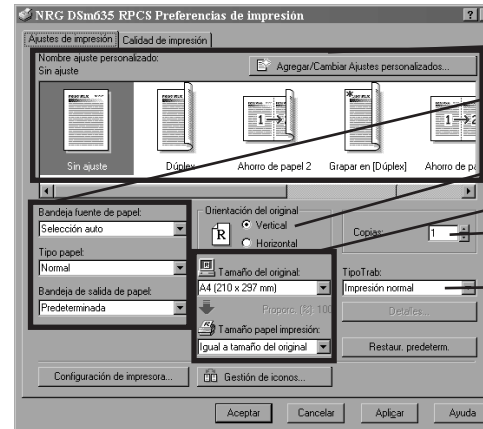 NRG DSm635 RPCS Preferencias de impresión
Ajustes de impresión Calidad de impresión
Nombre ajuste personalizado:
Sin ajuste
Agregar/Cambiar Ajustes personalizados...
Sin ajuste Dúplex Ahorro de papel 2 Grapar en [Dúplex] Ahorro de pa
Bandeja fuente de papel:
Selección auto
Tipo papel:
Normal
Bandeja de salida de papel:
Predeterminada
Orientación del original
R
Vertical
Horizontal
Copias:
1
Tamaño del original:
A4 (210 x 297 mm)
Proporc. (%): 100
Tamaño papel impresión:
Igual a tamaño del original
TipoTrab:
Impresión normal
Detalles...
Restaur. predeterm.
Configuración de impresora...
Gestión de iconos...
Aceptar Cancelar Aplicar Ayuda